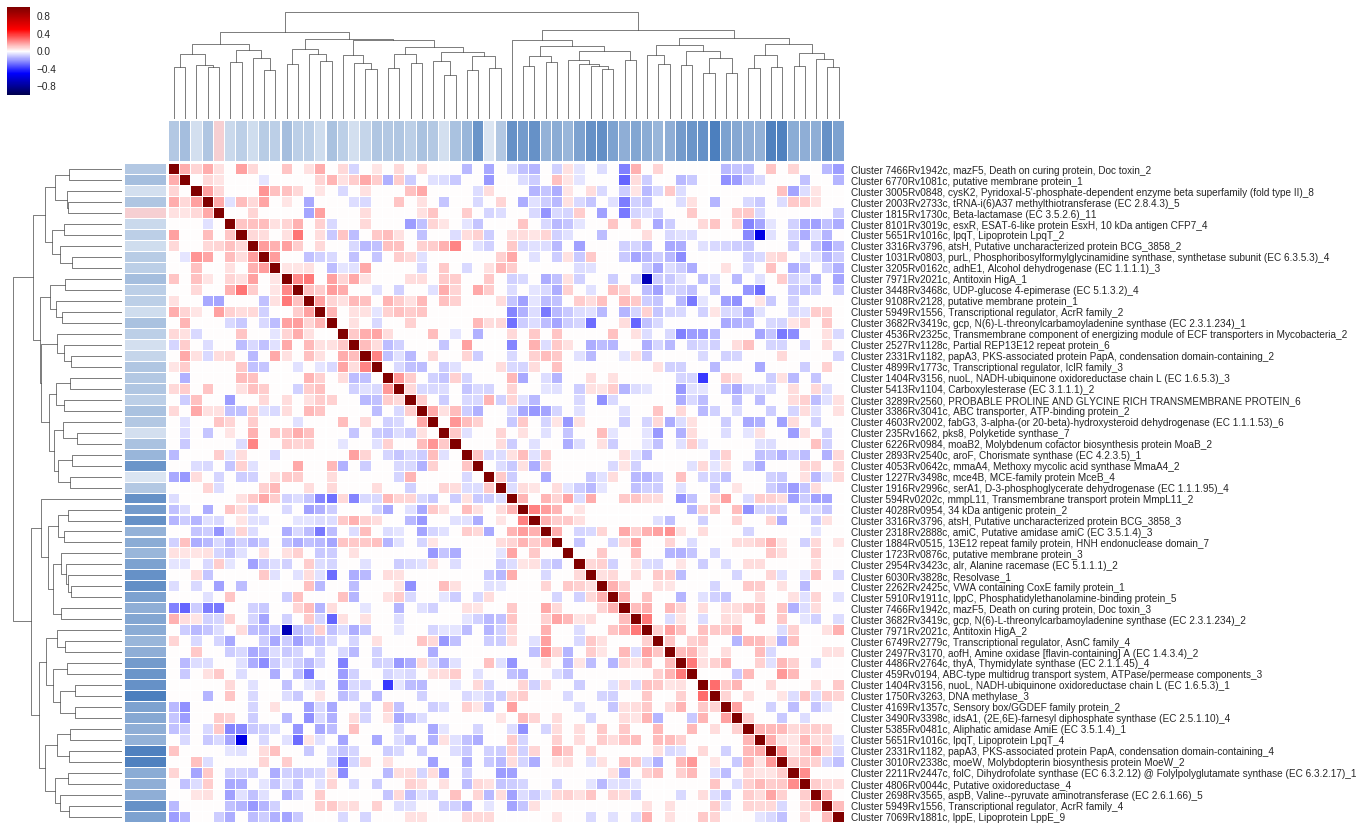 0.8
0.4
0.0
−0.4
−0.8
Cluster 7466Rv1942c, mazF5, Death on curing protein, Doc toxin_2
Cluster 6770Rv1081c, putative membrane protein_1
Cluster 3005Rv0848, cysK2, Pyridoxal-5'-phosphate-dependent enzyme beta superfamily (fold type II)_8
Cluster 2003Rv2733c, tRNA-i(6)A37 methylthiotransferase (EC 2.8.4.3)_5
Cluster 1815Rv1730c, Beta-lactamase (EC 3.5.2.6)_11
Cluster 8101Rv3019c, esxR, ESAT-6-like protein EsxH, 10 kDa antigen CFP7_4
Cluster 5651Rv1016c, lpqT, Lipoprotein LpqT_2
Cluster 3316Rv3796, atsH, Putative uncharacterized protein BCG_3858_2
Cluster 1031Rv0803, purL, Phosphoribosylformylglycinamidine synthase, synthetase subunit (EC 6.3.5.3)_4
Cluster 3205Rv0162c, adhE1, Alcohol dehydrogenase (EC 1.1.1.1)_3
Cluster 7971Rv2021c, Antitoxin HigA_1
Cluster 3448Rv3468c, UDP-glucose 4-epimerase (EC 5.1.3.2)_4
Cluster 9108Rv2128, putative membrane protein_1
Cluster 5949Rv1556, Transcriptional regulator, AcrR family_2
Cluster 3682Rv3419c, gcp, N(6)-L-threonylcarbamoyladenine synthase (EC 2.3.1.234)_1
Cluster 4536Rv2325c, Transmembrane component of energizing module of ECF transporters in Mycobacteria_2
Cluster 2527Rv1128c, Partial REP13E12 repeat protein_6
Cluster 2331Rv1182, papA3, PKS-associated protein PapA, condensation domain-containing_2
Cluster 4899Rv1773c, Transcriptional regulator, IclR family_3
Cluster 1404Rv3156, nuoL, NADH-ubiquinone oxidoreductase chain L (EC 1.6.5.3)_3
Cluster 5413Rv1104, Carboxylesterase (EC 3.1.1.1)_2
Cluster 3289Rv2560, PROBABLE PROLINE AND GLYCINE RICH TRANSMEMBRANE PROTEIN_6
Cluster 3386Rv3041c, ABC transporter, ATP-binding protein_2
Cluster 4603Rv2002, fabG3, 3-alpha-(or 20-beta)-hydroxysteroid dehydrogenase (EC 1.1.1.53)_6
Cluster 235Rv1662, pks8, Polyketide synthase_7
Cluster 6226Rv0984, moaB2, Molybdenum cofactor biosynthesis protein MoaB_2
Cluster 2893Rv2540c, aroF, Chorismate synthase (EC 4.2.3.5)_1
Cluster 4053Rv0642c, mmaA4, Methoxy mycolic acid synthase MmaA4_2
Cluster 1227Rv3498c, mce4B, MCE-family protein MceB_4
Cluster 1916Rv2996c, serA1, D-3-phosphoglycerate dehydrogenase (EC 1.1.1.95)_4
Cluster 594Rv0202c, mmpL11, Transmembrane transport protein MmpL11_2
Cluster 4028Rv0954, 34 kDa antigenic protein_2
Cluster 3316Rv3796, atsH, Putative uncharacterized protein BCG_3858_3
Cluster 2318Rv2888c, amiC, Putative amidase amiC (EC 3.5.1.4)_3
Cluster 1884Rv0515, 13E12 repeat family protein, HNH endonuclease domain_7
Cluster 1723Rv0876c, putative membrane protein_3
Cluster 2954Rv3423c, alr, Alanine racemase (EC 5.1.1.1)_2
Cluster 6030Rv3828c, Resolvase_1
Cluster 2262Rv2425c, VWA containing CoxE family protein_1
Cluster 5910Rv1911c, lppC, Phosphatidylethanolamine-binding protein_5
Cluster 7466Rv1942c, mazF5, Death on curing protein, Doc toxin_3
Cluster 3682Rv3419c, gcp, N(6)-L-threonylcarbamoyladenine synthase (EC 2.3.1.234)_2
Cluster 7971Rv2021c, Antitoxin HigA_2
Cluster 6749Rv2779c, Transcriptional regulator, AsnC family_4
Cluster 2497Rv3170, aofH, Amine oxidase [flavin-containing] A (EC 1.4.3.4)_2
Cluster 4486Rv2764c, thyA, Thymidylate synthase (EC 2.1.1.45)_4
Cluster 459Rv0194, ABC-type multidrug transport system, ATPase/permease components_3
Cluster 1404Rv3156, nuoL, NADH-ubiquinone oxidoreductase chain L (EC 1.6.5.3)_1
Cluster 1750Rv3263, DNA methylase_3
Cluster 4169Rv1357c, Sensory box/GGDEF family protein_2
Cluster 3490Rv3398c, idsA1, (2E,6E)-farnesyl diphosphate synthase (EC 2.5.1.10)_4
Cluster 5385Rv0481c, Aliphatic amidase AmiE (EC 3.5.1.4)_1
Cluster 5651Rv1016c, lpqT, Lipoprotein LpqT_4
Cluster 2331Rv1182, papA3, PKS-associated protein PapA, condensation domain-containing_4
Cluster 3010Rv2338c, moeW, Molybdopterin biosynthesis protein MoeW_2
Cluster 2211Rv2447c, folC, Dihydrofolate synthase (EC 6.3.2.12) @ Folylpolyglutamate synthase (EC 6.3.2.17)_1
Cluster 4806Rv0044c, Putative oxidoreductase_4
Cluster 2698Rv3565, aspB, Valine--pyruvate aminotransferase (EC 2.6.1.66)_5
Cluster 5949Rv1556, Transcriptional regulator, AcrR family_4
Cluster 7069Rv1881c, lppE, Lipoprotein LppE_9